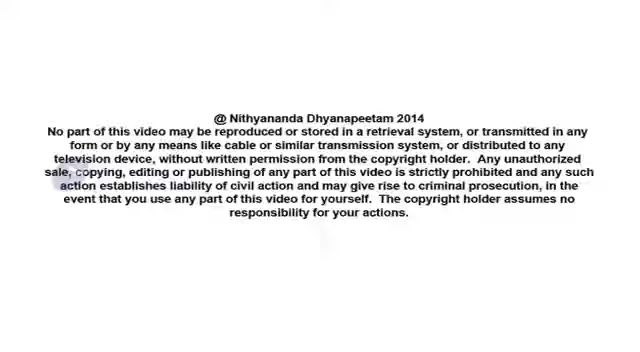 @ Nithyananda Dhyanapeetam 2014
No part of this video may be reproduced or stored in a retrieval system, or transmitted in any
form or by any means like cable or similar transmission system, or distributed to any
television device, without written permission from the copyright holder.  Any unauthorized
sale, copying, editing or publishing of any part of this video is strictly prohibited and any such
action establishes liability of civil action and may give rise to criminal prosecution, in the
event that you use any part of this video for yourself.  The copyright holder assumes no
responsibility for your actions.